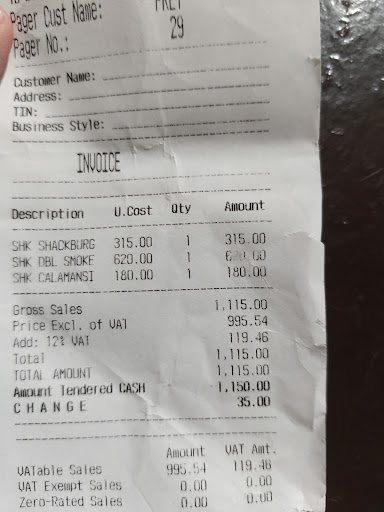 Pager Cust Name:
Pager No.: 29
Customer Name:
Address:
TIN:
Business Style:
INVOICE
Description U.Cost Qty Amount
SHK SHACKBURG 315.00 1 315.00
SHK DBL SMOKE 620.00 1 620.00
SHK CALAMANSI 180.00 1 180.00
Gross Sales 1,115.00
Price Excl. of VAT 995.54
Add: 12% VAT 119.46
Total 1,115.00
TOTAL AMOUNT 1,115.00
Amount Tendered CASH 1,150.00
CHANGE 35.00
Amount VAT Amt.
VATable Sales 995.54 119.46
VAT Exempt Sales 0.00 0.00
Zero-Rated Sales 0.00 0.00